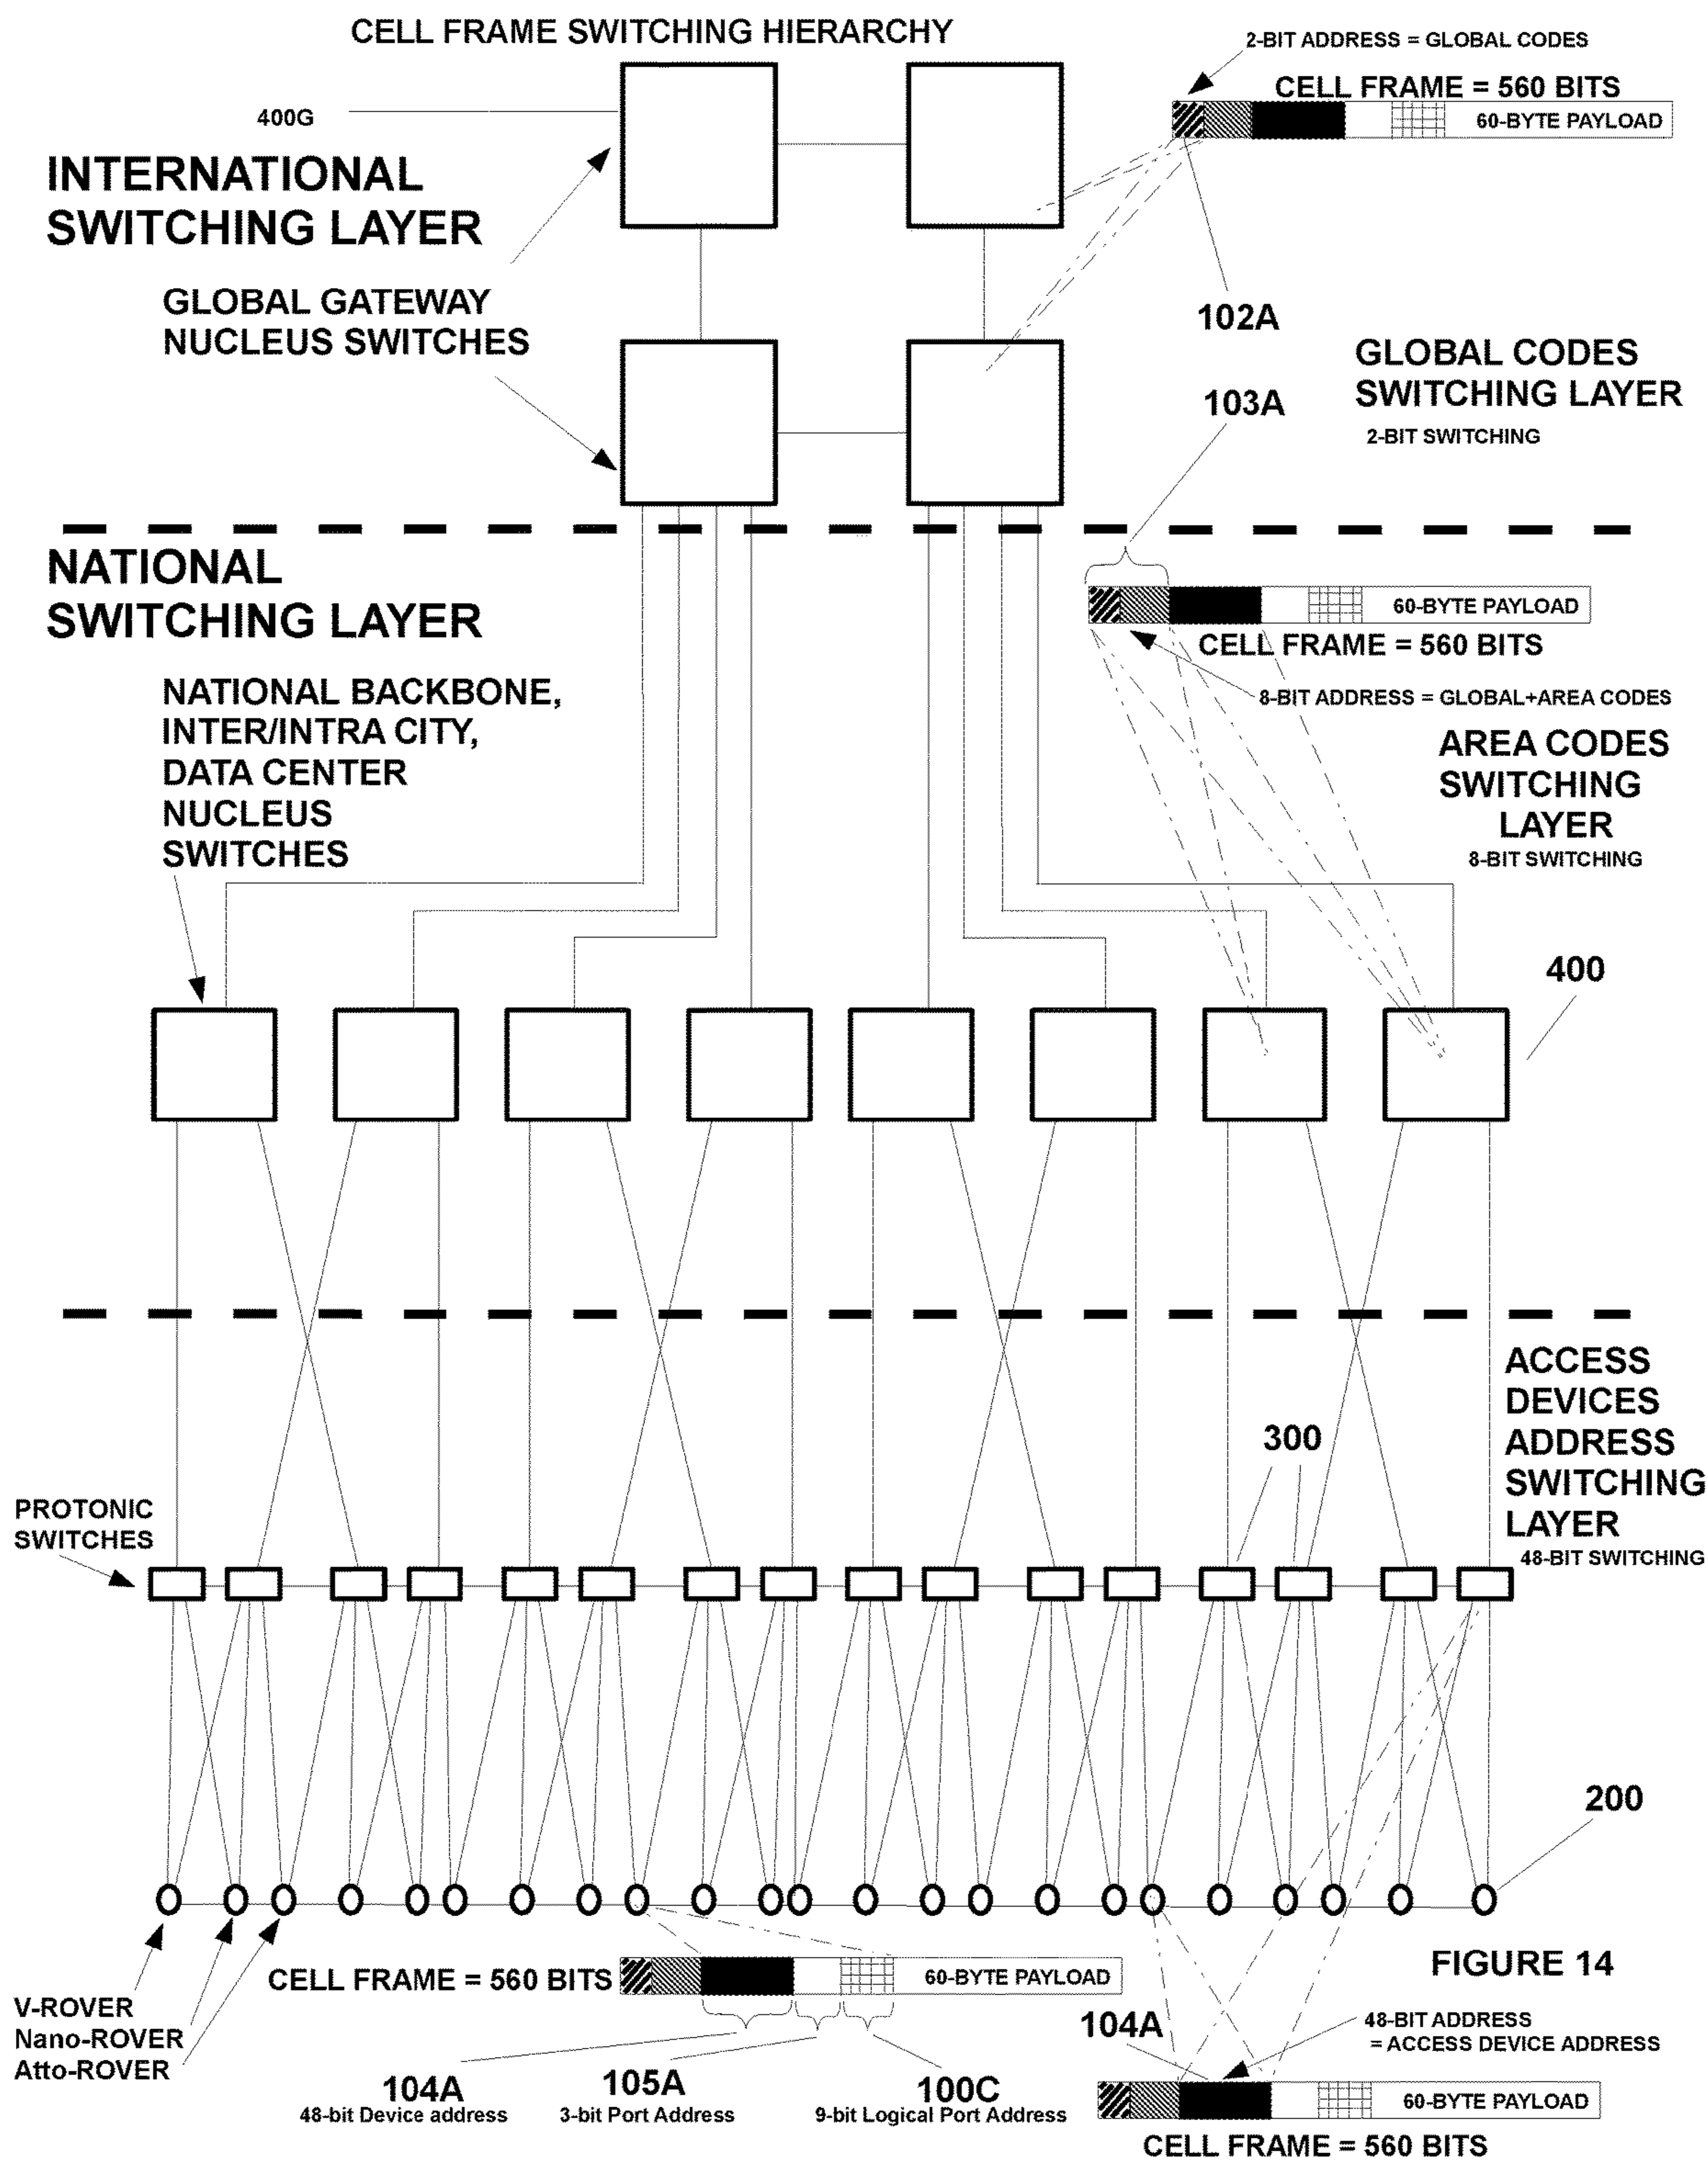 CELL FRAME SWITCHING HIERARCHY
2-BIT ADDRESS = GLOBAL CODES
CELL FRAME = 560 BITS
60-BYTE PAYLOAD
400G
INTERNATIONAL
SWITCHING LAYER
GLOBAL GATEWAY
NUCLEUS SWITCHES
102A
GLOBAL CODES
SWITCHING LAYER
2-BIT SWITCHING
103A
NATIONAL
SWITCHING LAYER
60-BYTE PAYLOAD
CELL FRAME = 560 BITS
8-BIT ADDRESS = GLOBAL+AREA CODES
NATIONAL BACKBONE,
INTER/INTRA CITY,
DATA CENTER
NUCLEUS
SWITCHES
AREA CODES
SWITCHING
LAYER
8-BIT SWITCHING
400
ACCESS
DEVICES
ADDRESS
SWITCHING
LAYER
48-BIT SWITCHING
300
PROTONIC
SWITCHES
200
CELL FRAME = 560 BITS
60-BYTE PAYLOAD
FIGURE 14
V-ROVER
Nano-ROVER
Atto-ROVER
104A
48-bit Device address
105A
3-bit Port Address
100C
9-bit Logical Port Address
104A
48-BIT ADDRESS
= ACCESS DEVICE ADDRESS
60-BYTE PAYLOAD
CELL FRAME = 560 BITS